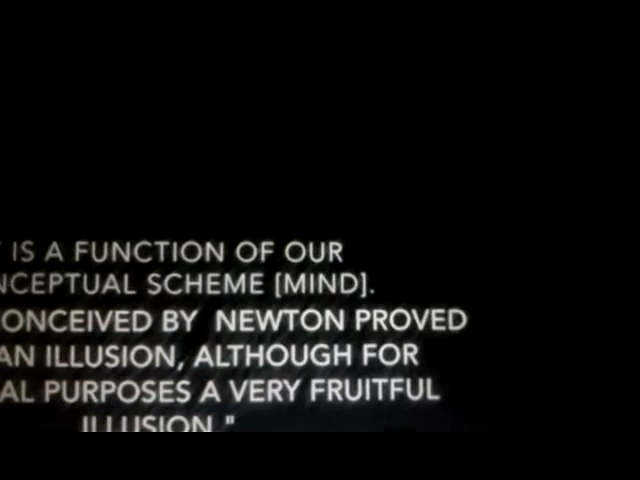 IS A FUNCTION OF OUR
NCEPTUAL SCHEME [MIND].
ONCEIVED BY NEWTON PROVED
AN ILLUSION, ALTHOUGH FOR
AL PURPOSES A VERY FRUITFUL
ILLUSION."